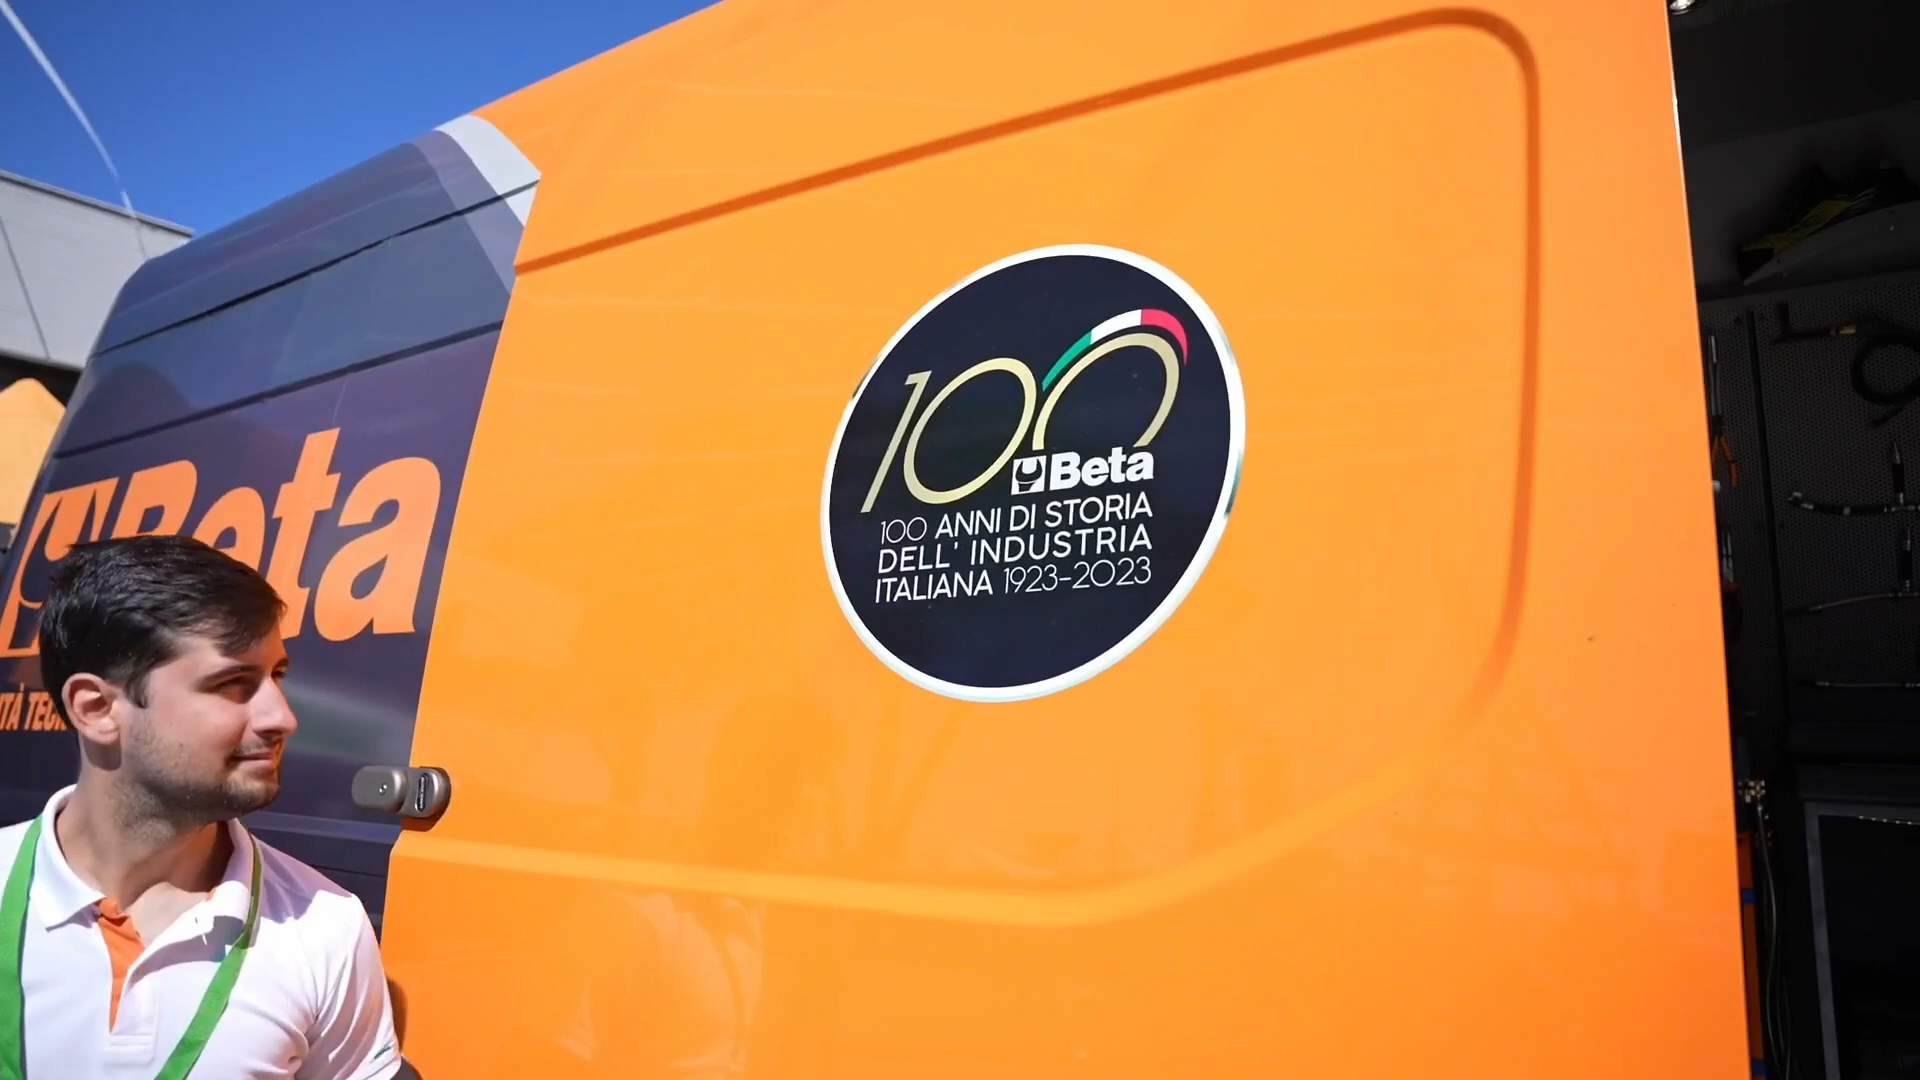 Beta
100
Beta
100 ANNI DI STORIA
DELL' INDUSTRIA
ITALIANA 1923-2023